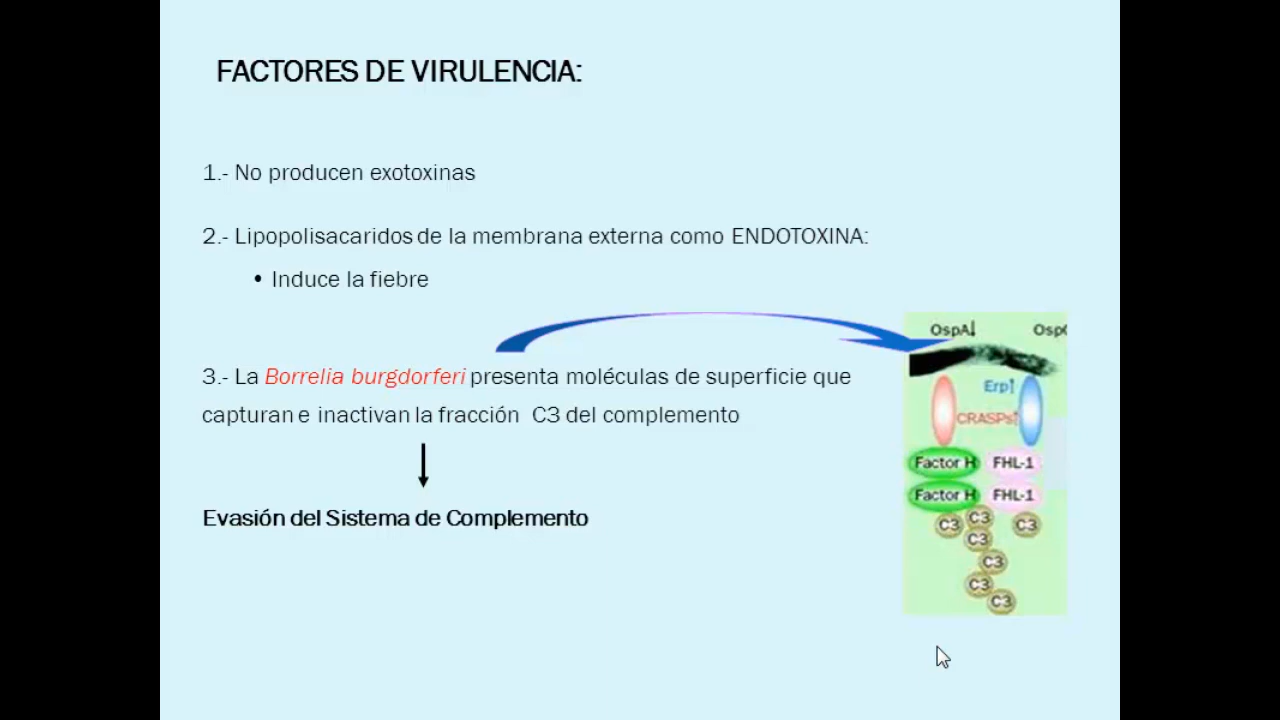 FACTORES DE VIRULENCIA:
1.- No producen exotoxinas
2.- Lipopolisacaridos de la membrana externa como ENDOTOXINA:
• Induce la fiebre
3.- La Borrelia burgdorferi presenta moléculas de superficie que
capturan e inactivan la fracción C3 del complemento
Evasión del Sistema de Complemento
OspA↓ Osp
Erp↑
CRASPs↑
Factor H FHL-1
Factor H FHL-1
C3 C3 C3
C3
C3
C3
C3